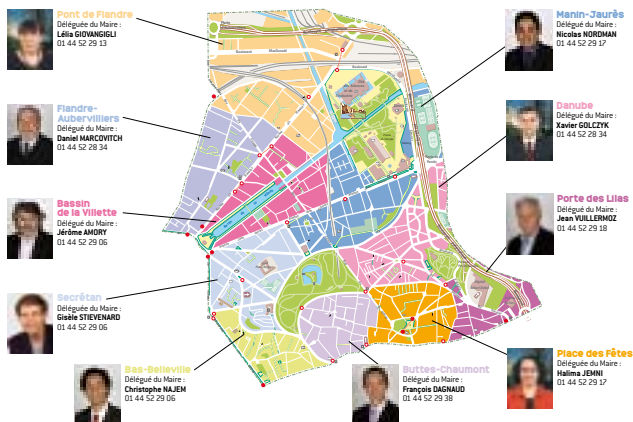 Pont de Flandre
Déléguée du Maire :
Lélia GIOVANGIGLI
01 44 52 29 13
Flandre-
Aubervilliers
Délégué du Maire :
Daniel MARCOVITCH
01 44 52 28 34
Bassin
de la Villette
Délégué du Maire :
Jérôme AMORY
01 44 52 29 06
Secrétan
Déléguée du Maire :
Gisèle STIEVENARD
01 44 52 29 06
Bas-Belleville
Délégué du Maire :
Christophe NAJEM
01 44 52 29 06
Buttes-Chaumont
Délégué du Maire :
François DAGNAUD
01 44 52 29 38
Manin-Jaurès
Délégué du Maire :
Nicolas NORDMAN
01 44 52 29 17
Danube
Délégué du Maire :
Xavier GOLCZYK
01 44 52 28 34
Porte des Lilas
Délégué du Maire :
Jean VUILLERMOZ
01 44 52 29 18
Place des Fêtes
Déléguée du Maire :
Halima JEMNI
01 44 52 29 17